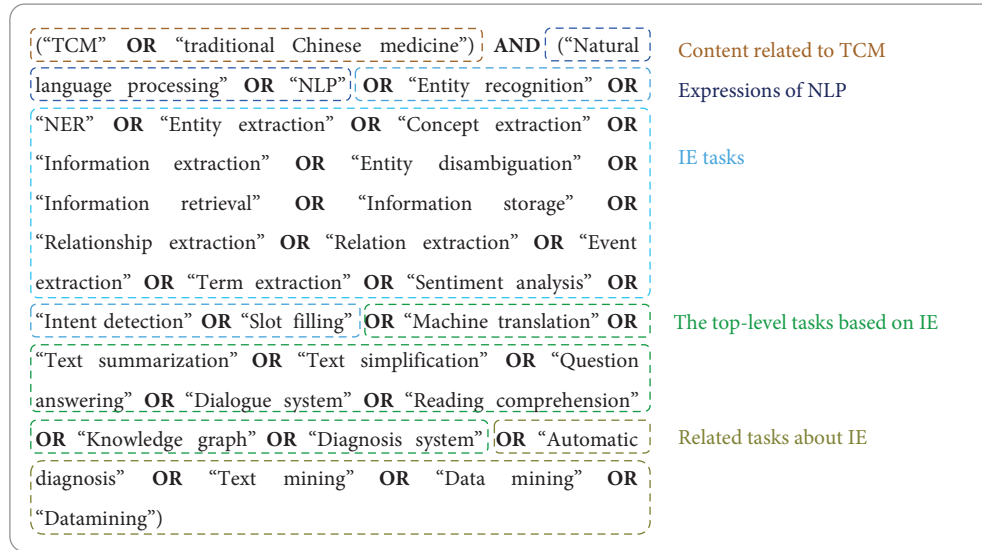 (“TCM” OR “traditional Chinese medicine”) AND (“Natural
language processing” OR “NLP” OR “Entity recognition” OR
“NER” OR “Entity extraction” OR “Concept extraction” OR
“Information extraction” OR “Entity disambiguation” OR
“Information retrieval” OR “Information storage” OR
“Relationship extraction” OR “Relation extraction” OR “Event
extraction” OR “Term extraction” OR “Sentiment analysis” OR
“Intent detection” OR “Slot filling” OR “Machine translation” OR
“Text summarization” OR “Text simplification” OR “Question
answering” OR “Dialogue system” OR “Reading comprehension”
OR “Knowledge graph” OR “Diagnosis system” OR “Automatic
diagnosis” OR “Text mining” OR “Data mining” OR
“Datamining”)
Content related to TCM
Expressions of NLP
IE tasks
The top-level tasks based on IE
Related tasks about IE